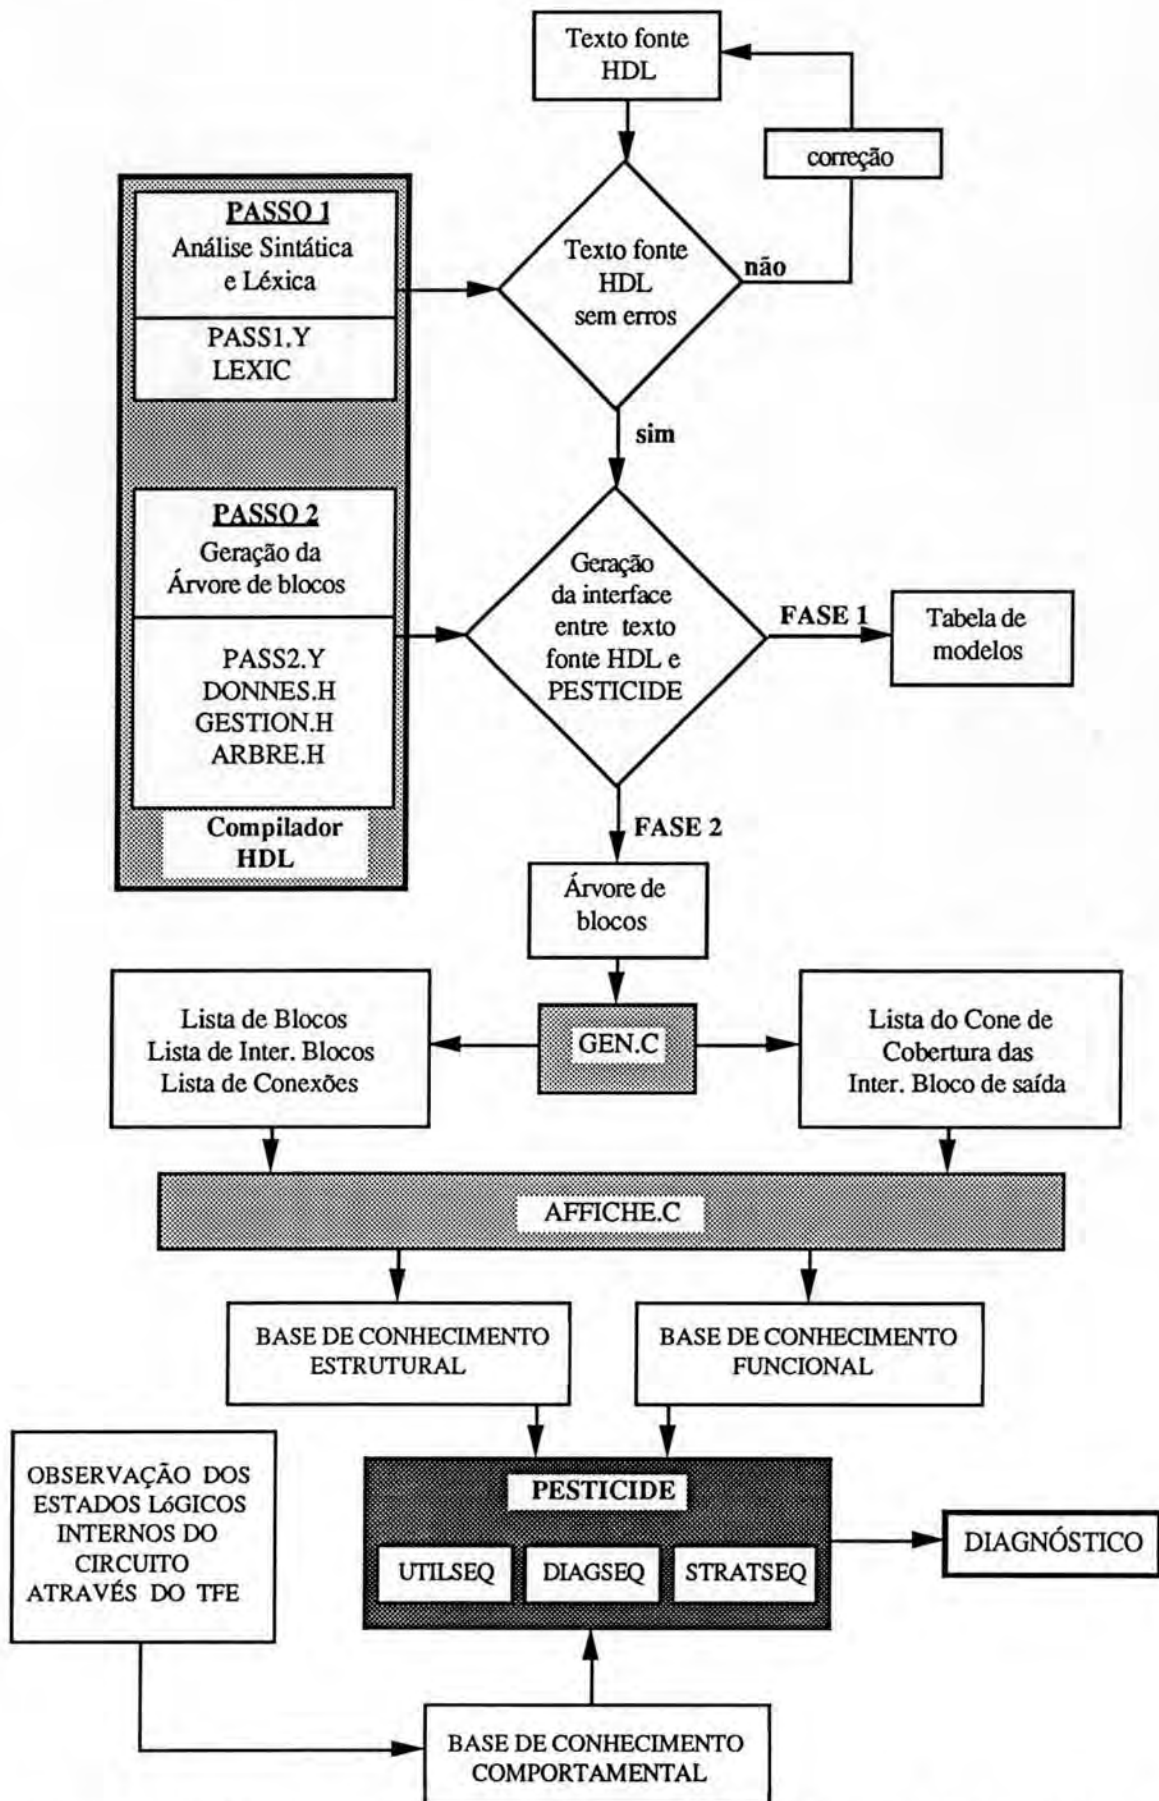 Texto fonte
HDL
correção
PASSO 1
Análise Sintática
e Léxica
PASS1.Y
LEXIC
Texto fonte
HDL
sem erros
não
sim
PASSO 2
Geração da
Árvore de blocos
PASS2.Y
DONNES.H
GESTION.H
ARBRE.H
Compilador
HDL
Geração
da interface
entre texto
fonte HDL e
PESTICIDE
FASE 1
Tabela de
modelos
FASE 2
Árvore de
blocos
Lista de Blocos
Lista de Inter. Blocos
Lista de Conexões
GEN.C
Lista do Cone de
Cobertura das
Inter. Bloco de saída
AFFICHE.C
BASE DE CONHECIMENTO
ESTRUTURAL
BASE DE CONHECIMENTO
FUNCIONAL
OBSERVAÇÃO DOS
ESTADOS LóGICOS
INTERNOS DO
CIRCUITO
ATRAVÉS DO TFE
PESTICIDE
UTILSEQ
DIAGSEQ
STRATSEQ
DIAGNÓSTICO
BASE DE CONHECIMENTO
COMPORTAMENTAL